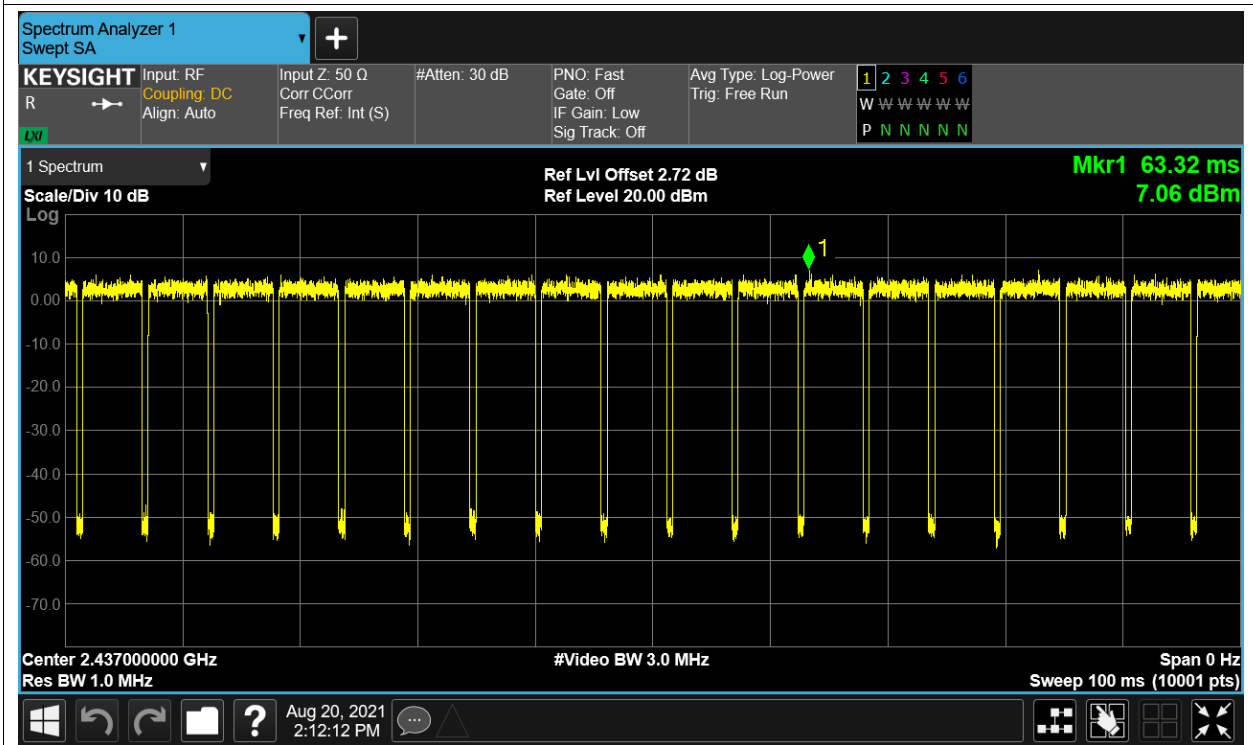 Spectrum Analyzer 1
Swept SA
KEYSIGHT
R
LXI
Input: RF
Coupling: DC
Align: Auto
Input Z: 50 Ω
Corr CCorr
Freq Ref: Int (S)
#Atten: 30 dB
PNO: Fast
Gate: Off
IF Gain: Low
Sig Track: Off
Avg Type: Log-Power
Trig: Free Run
1 2 3 4 5 6
W W W W W W
P N N N N N
1 Spectrum
Scale/Div 10 dB
Log
Ref Lvl Offset 2.72 dB
Ref Level 20.00 dBm
Mkr1 63.32 ms
7.06 dBm
1
10.0
0.00
-10.0
-20.0
-30.0
-40.0
-50.0
-60.0
-70.0
Center 2.437000000 GHz
Res BW 1.0 MHz
#Video BW 3.0 MHz
Span 0 Hz
Sweep 100 ms (10001 pts)
?
Aug 20, 2021
2:12:12 PM